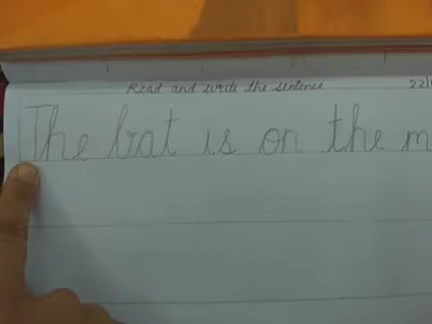 Read and write the sentence
The bat is on the